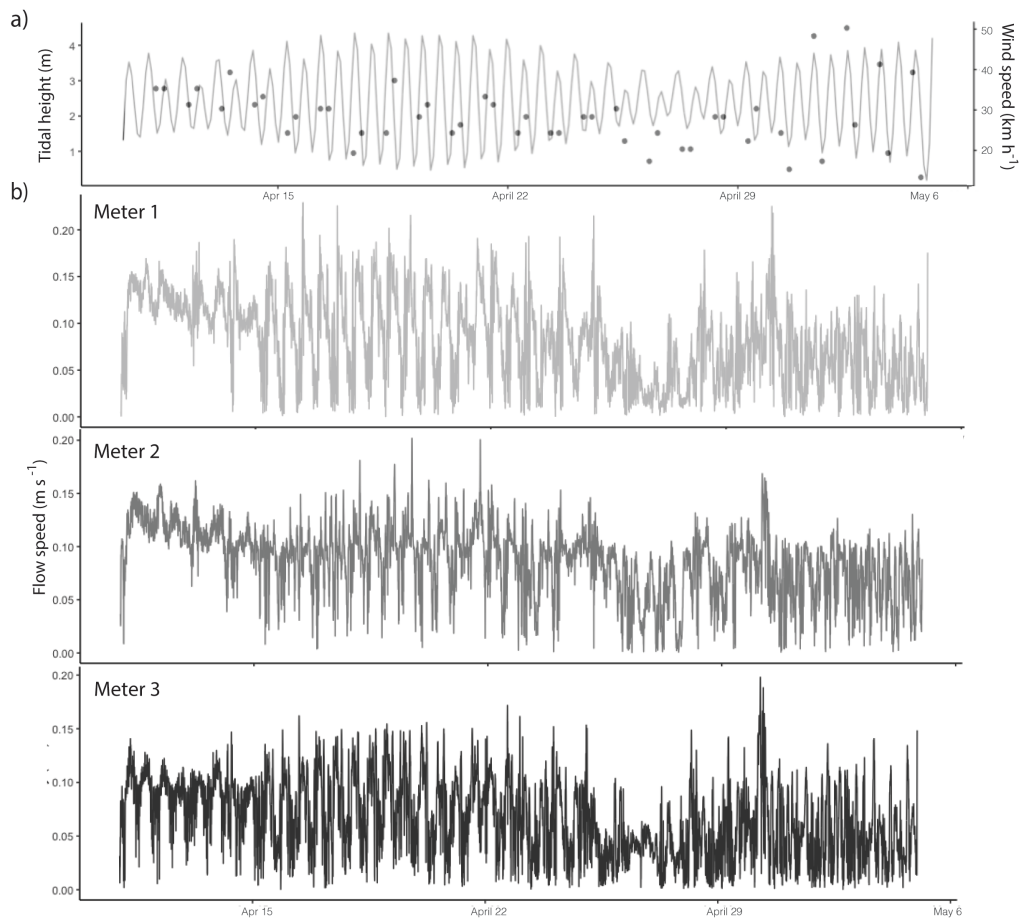 a)
Tidal height (m)
4
3
2
1
Wind speed (km h-1)
50
40
30
20
Apr 15
April 22
April 29
May 6
b)
Flow speed (m s -1)
Meter 1
0.20
0.15
0.10
0.05
0.00
Meter 2
0.20
0.15
0.10
0.05
0.00
Meter 3
0.20
0.15
0.10
0.05
0.00
Apr 15
April 22
April 29
May 6